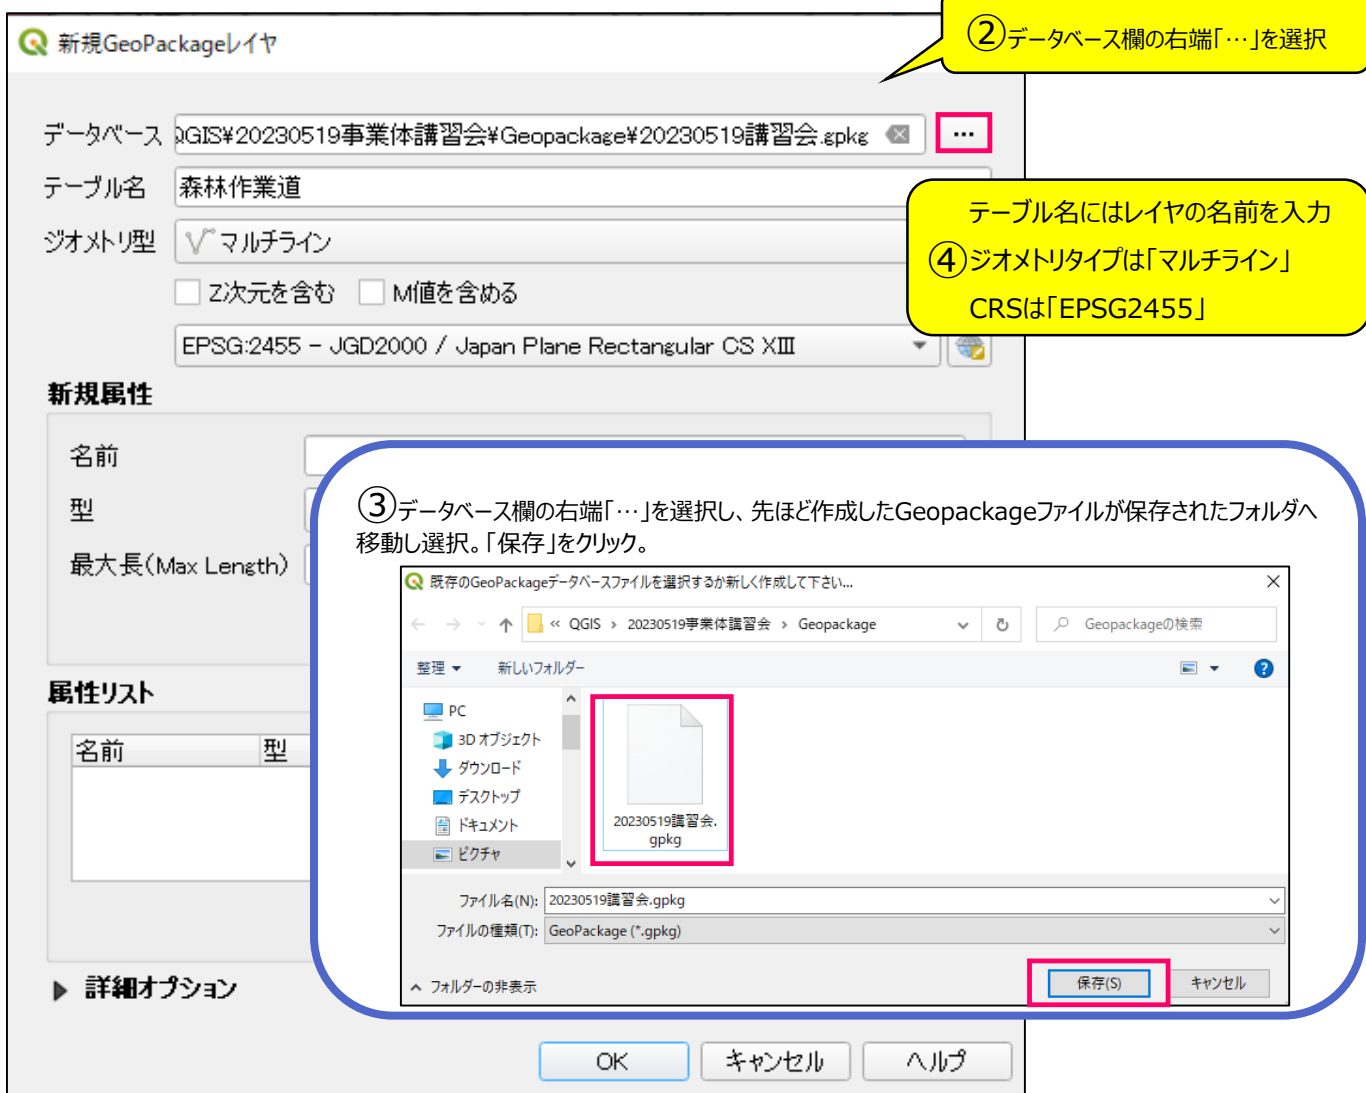 新規GeoPackageレイヤ
②データベース欄の右端「…」を選択
データベース QGIS¥20230519事業体講習会¥Geopackage¥20230519講習会.gpkg …
テーブル名 森林作業道
テーブル名にはレイヤの名前を入力
④ジオメトリタイプは「マルチライン」
CRSは「EPSG2455」
ジオメトリ型 マルチライン
Z次元を含む M値を含める
EPSG:2455 - JGD2000 / Japan Plane Rectangular CS XIII
新規属性
名前
型
最大長(Max Length)
③データベース欄の右端「…」を選択し、先ほど作成したGeopackageファイルが保存されたフォルダへ
移動し選択。「保存」をクリック。
既存のGeoPackageデータベースファイルを選択するか新しく作成して下さい...
« QGIS › 20230519事業体講習会 › Geopackage Geopackageの検索
整理 新しいフォルダー
PC
3D オブジェクト
ダウンロード
デスクトップ
ドキュメント
ピクチャ
20230519講習会.
gpkg
ファイル名(N): 20230519講習会.gpkg
ファイルの種類(T): GeoPackage (*.gpkg)
フォルダーの非表示 保存(S) キャンセル
属性リスト
名前 型
詳細オプション
OK キャンセル ヘルプ